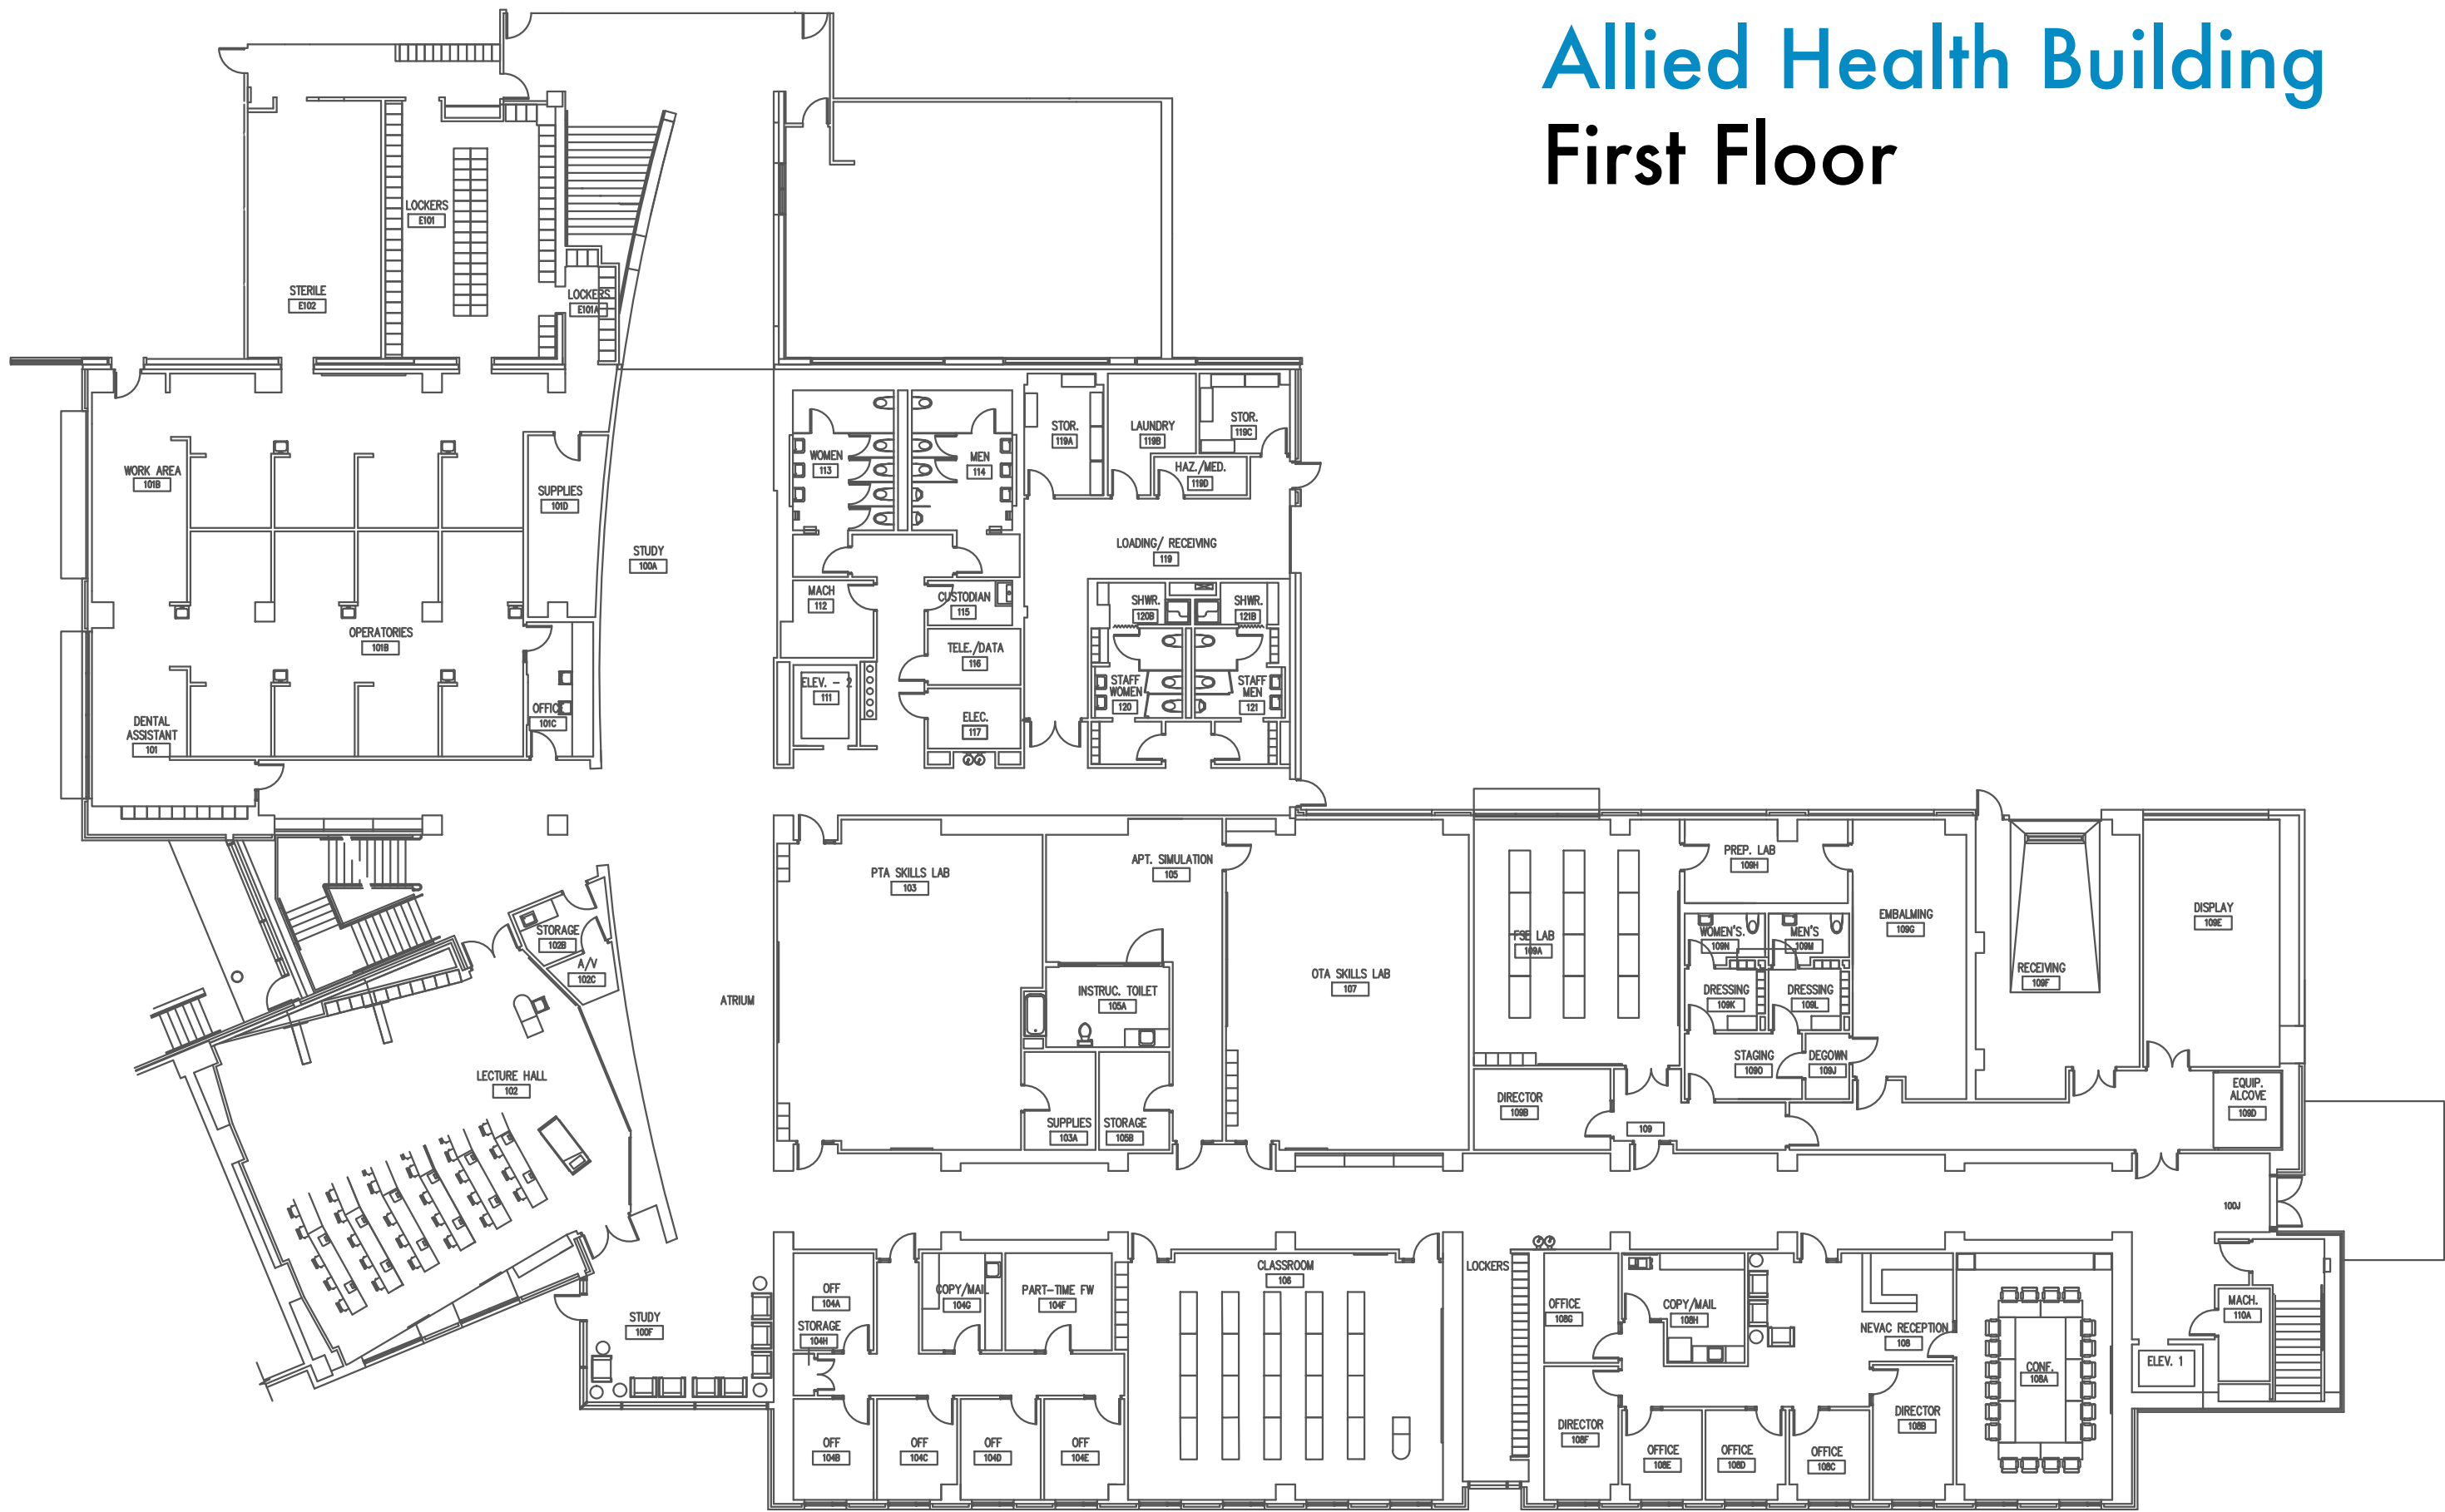 Allied Health Building
First Floor
LOCKERS
E101
STERILE
E102
LOCKERS
E101A
STOR.
119A
LAUNDRY
119B
STOR.
119C
WOMEN
113
MEN
114
HAZ./MED.
119D
WORK AREA
101B
SUPPLIES
101D
STUDY
100A
LOADING/ RECEIVING
119
MACH
112
CUSTODIAN
115
SHWR.
120B
SHWR.
121B
OPERATORIES
101B
TELE./DATA
116
ELEV. - 2
111
STAFF
WOMEN
120
STAFF
MEN
121
OFFICE
101C
ELEC.
117
DENTAL
ASSISTANT
101
PTA SKILLS LAB
103
APT. SIMULATION
105
PREP. LAB
109H
STORAGE
102B
A/V
102C
FSE LAB
109A
WOMEN'S.
109N
MEN'S
109M
EMBALMING
109G
DISPLAY
109E
ATRIUM
OTA SKILLS LAB
107
RECEIVING
109F
INSTRUC. TOILET
105A
DRESSING
109K
DRESSING
109L
LECTURE HALL
102
STAGING
109O
DEGOWN
109J
DIRECTOR
109B
EQUIP.
ALCOVE
109D
SUPPLIES
103A
STORAGE
105B
109
100J
OFF
104A
STORAGE
104H
COPY/MAIL
104G
PART-TIME FW
104F
CLASSROOM
106
LOCKERS
OFFICE
108G
COPY/MAIL
108H
NEVAC RECEPTION
108
MACH.
110A
STUDY
100F
CONF.
108A
ELEV. 1
OFF
104B
OFF
104C
OFF
104D
OFF
104E
DIRECTOR
108F
OFFICE
108E
OFFICE
108D
OFFICE
108C
DIRECTOR
108B